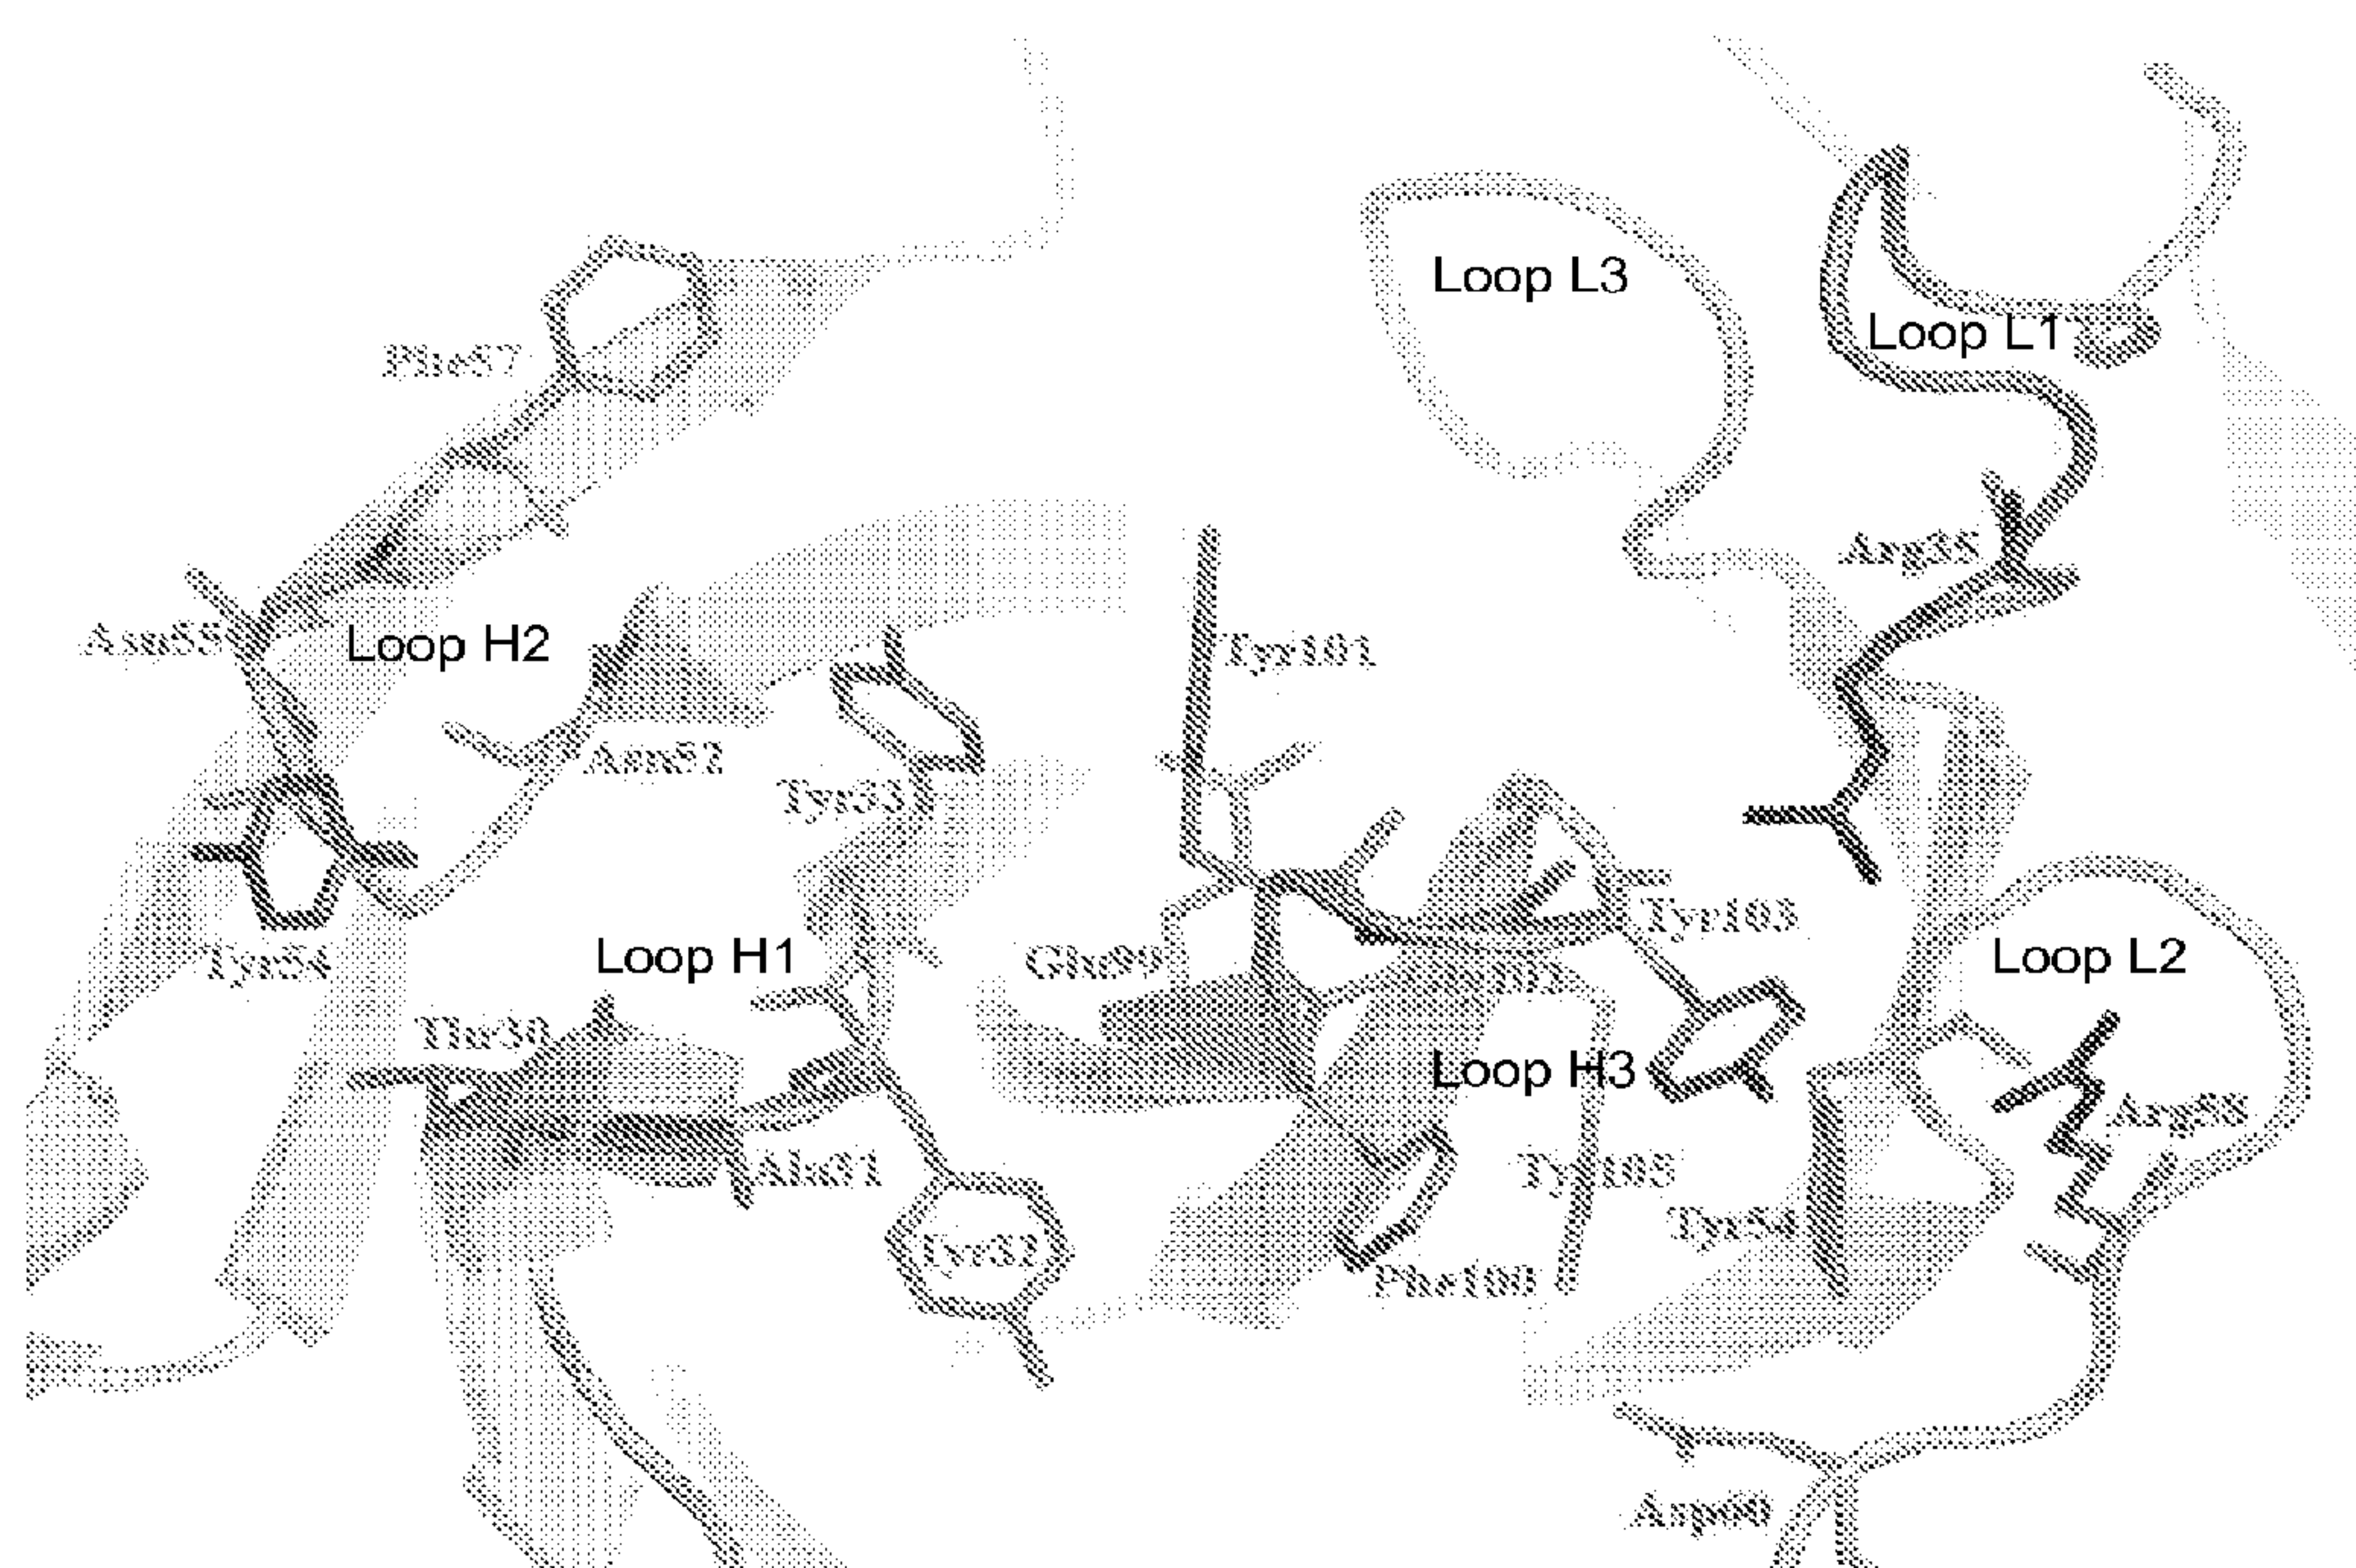 Loop L3
Loop L1
Phe57
Arg35
Asn55
Loop H2
Tyr101
Asn52
Tyr33
Tyr103
Tyr54
Loop H1
Glu99
Loop L2
Thr30
Loop H3
Arg58
Ala31
Tyr105
Tyr54
Tyr32
Phe100
Asp60